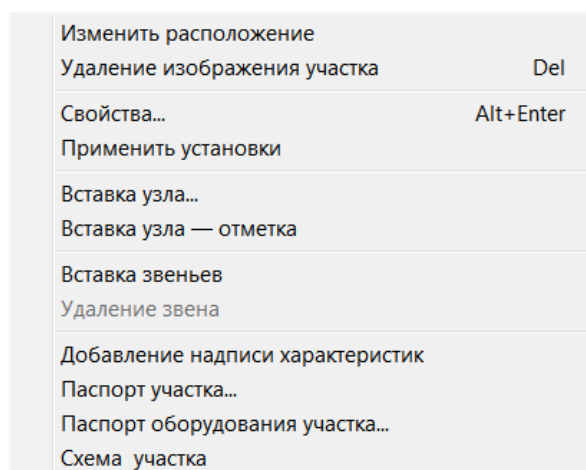 Изменить расположение
Удаление изображения участка Del
Свойства... Alt+Enter
Применить установки
Вставка узла...
Вставка узла — отметка
Вставка звеньев
Удаление звена
Добавление надписи характеристик
Паспорт участка...
Паспорт оборудования участка...
Схема участка